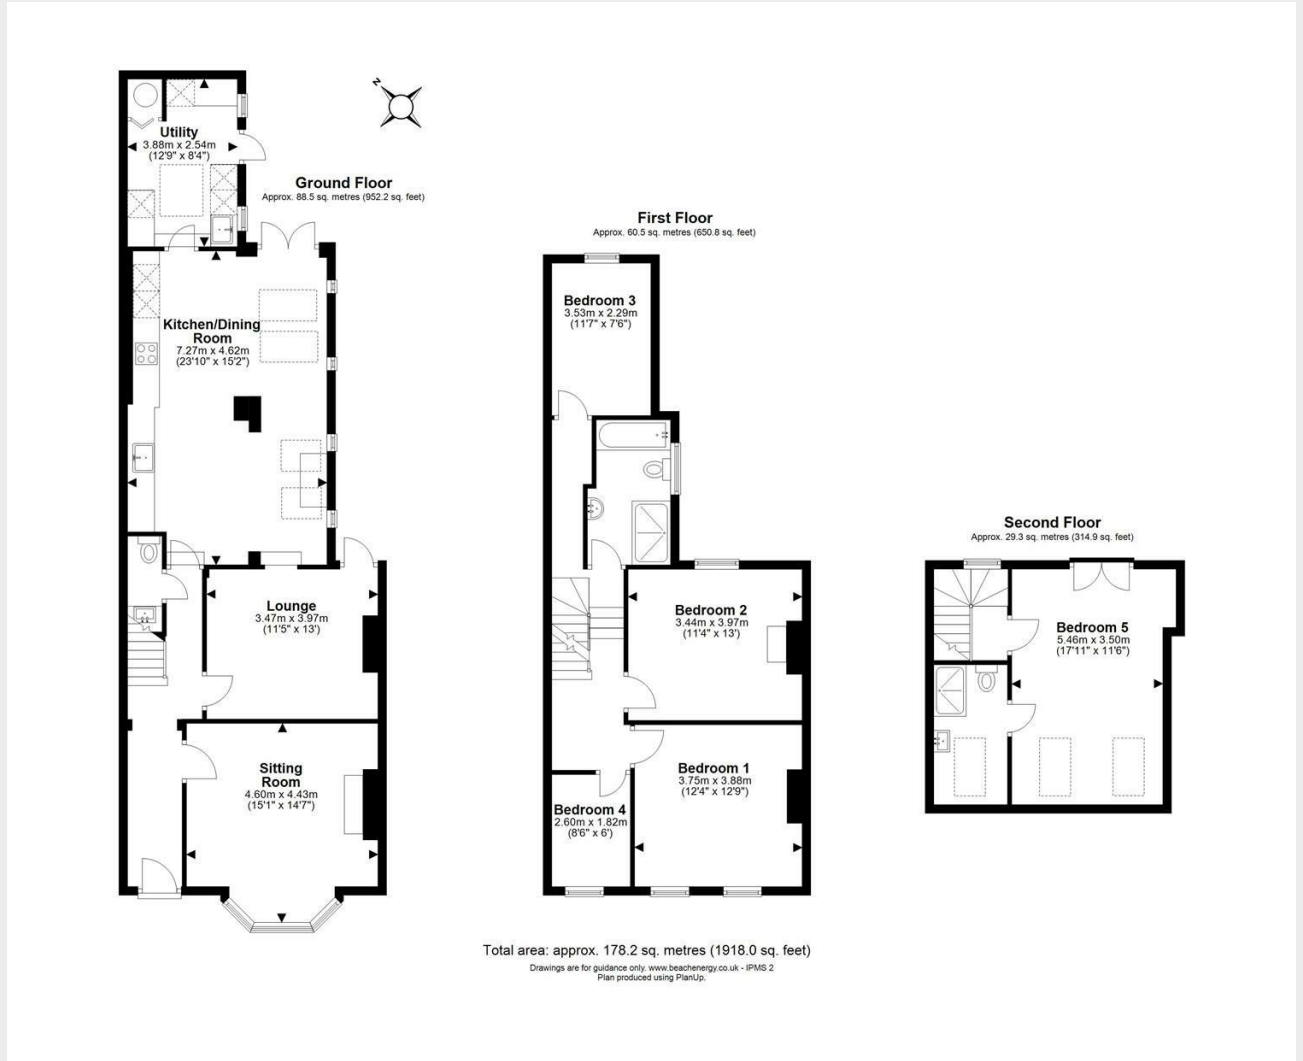 N
Utility
3.88m x 2.54m
(12'9" x 8'4")
Ground Floor
Approx. 88.5 sq. metres (952.2 sq. feet)
Kitchen/Dining
Room
7.27m x 4.62m
(23'10" x 15'2")
Lounge
3.47m x 3.97m
(11'5" x 13')
Sitting
Room
4.60m x 4.43m
(15'1" x 14'7")
First Floor
Approx. 60.5 sq. metres (650.8 sq. feet)
Bedroom 3
3.53m x 2.29m
(11'7" x 7'6")
Bedroom 2
3.44m x 3.97m
(11'4" x 13')
Bedroom 1
3.75m x 3.88m
(12'4" x 12'9")
Bedroom 4
2.60m x 1.82m
(8'6" x 6')
Second Floor
Approx. 29.3 sq. metres (314.9 sq. feet)
Bedroom 5
5.46m x 3.50m
(17'11" x 11'6")
Total area: approx. 178.2 sq. metres (1918.0 sq. feet)
Drawings are for guidance only. www.beachenergy.co.uk - IPMS 2
Plan produced using PlanUp.